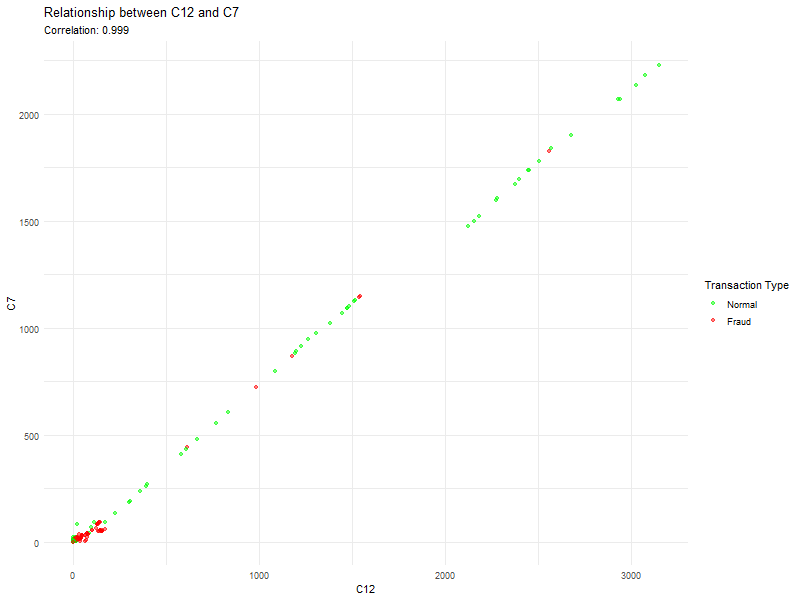 Relationship between C12 and C7
Correlation: 0.999
2000
1500
1000
500
0
C7
0
1000
2000
3000
C12
Transaction Type
Normal
Fraud